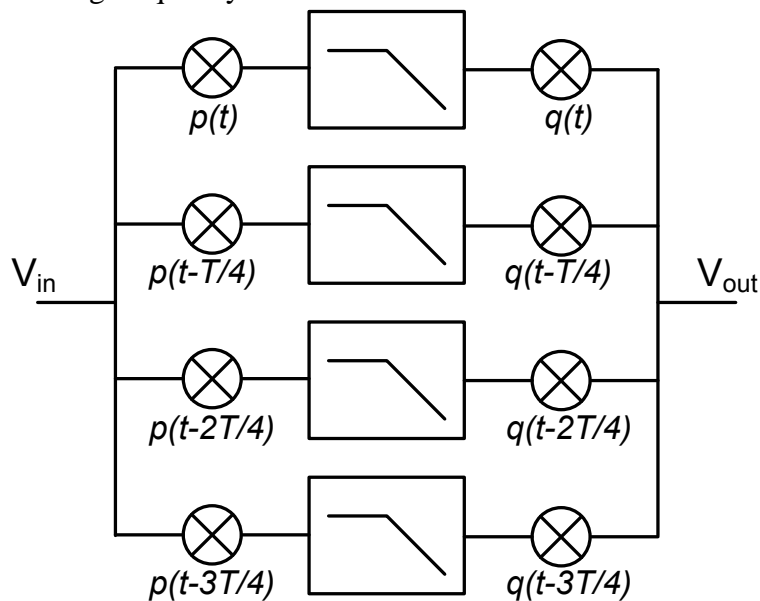 p(t)
q(t)
p(t-T/4)
q(t-T/4)
V_in
V_out
p(t-2T/4)
q(t-2T/4)
p(t-3T/4)
q(t-3T/4)